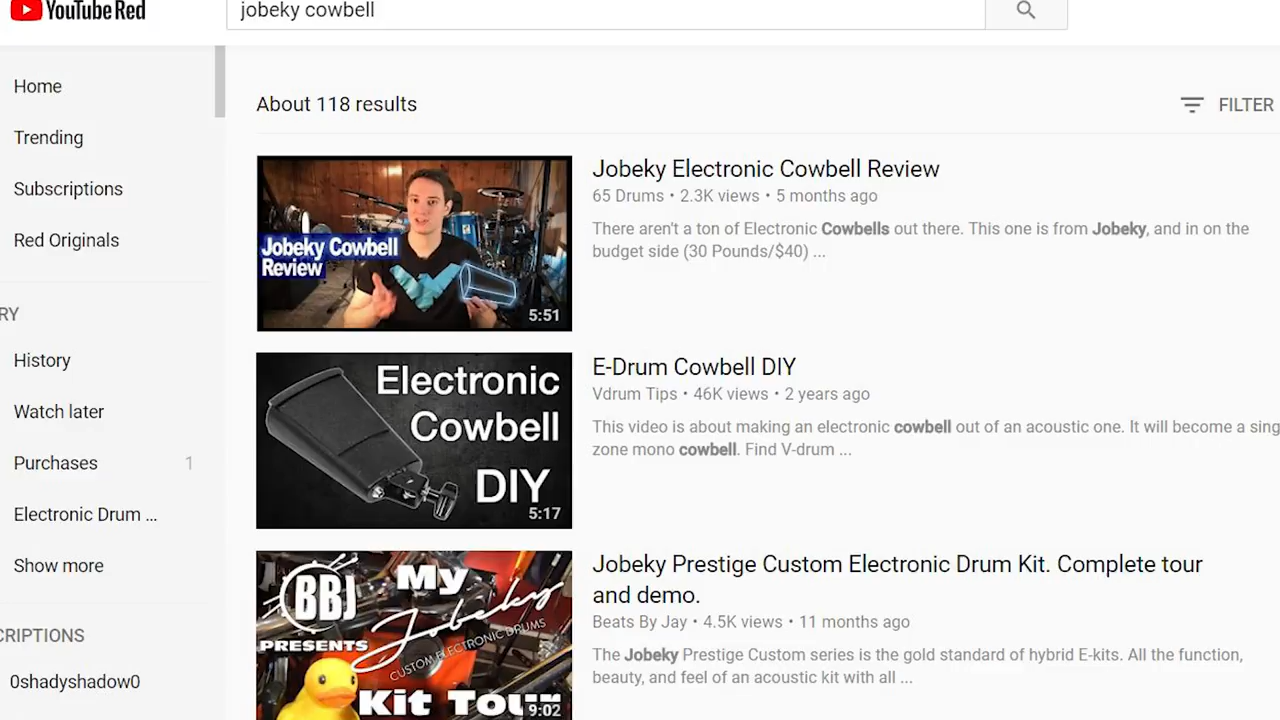 YouTube Red
jobeky cowbell
Home
Trending
Subscriptions
Red Originals
RY
History
Watch later
Purchases 1
Electronic Drum ...
Show more
CRIPTIONS
0shadyshadow0
About 118 results
FILTER
Jobeky Cowbell
Review
5:51
Jobeky Electronic Cowbell Review
65 Drums • 2.3K views • 5 months ago
There aren't a ton of Electronic Cowbells out there. This one is from Jobeky, and in on the
budget side (30 Pounds/$40) ...
Electronic
Cowbell
DIY
5:17
E-Drum Cowbell DIY
Vdrum Tips • 46K views • 2 years ago
This video is about making an electronic cowbell out of an acoustic one. It will become a sing
zone mono cowbell. Find V-drum ...
BBJ
PRESENTS
My
Jobeky
CUSTOM ELECTRONIC DRUMS
Kit Tour
9:02
Jobeky Prestige Custom Electronic Drum Kit. Complete tour
and demo.
Beats By Jay • 4.5K views • 11 months ago
The Jobeky Prestige Custom series is the gold standard of hybrid E-kits. All the function,
beauty, and feel of an acoustic kit with all ...